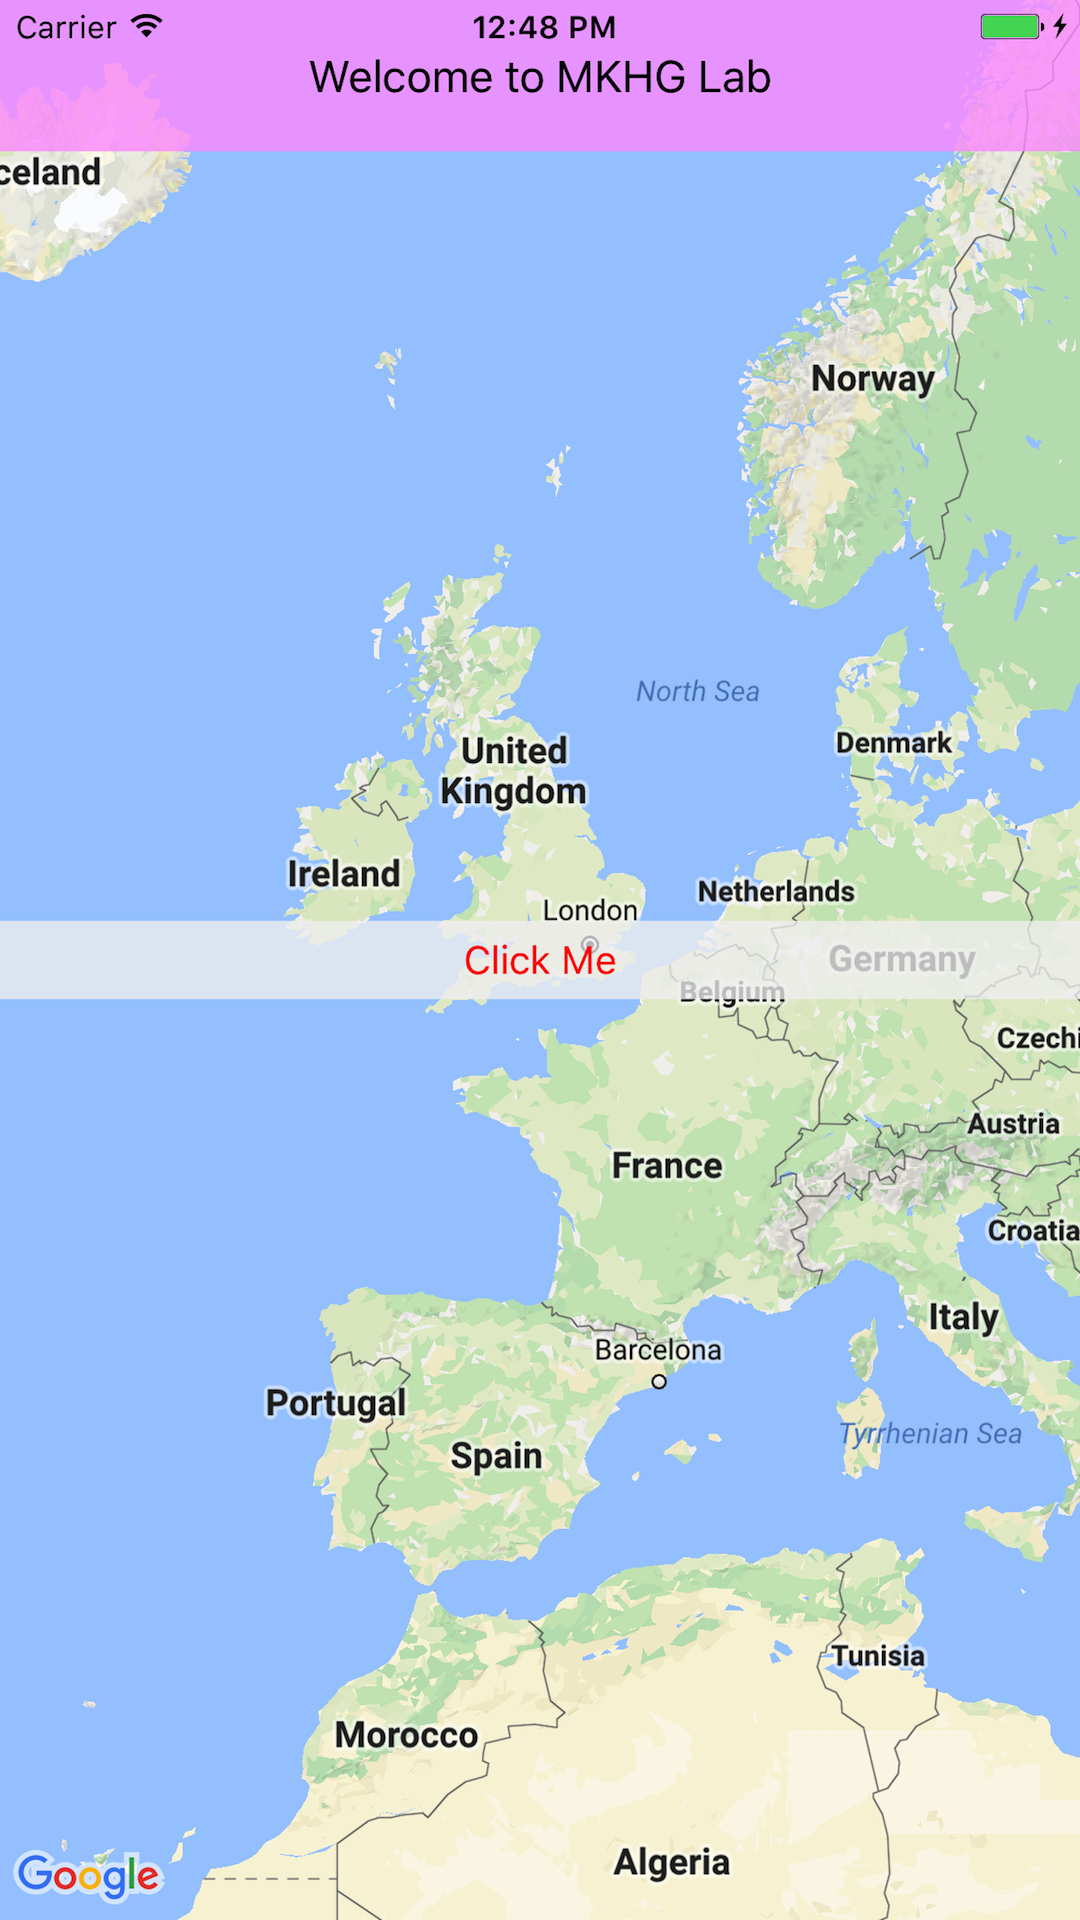 Carrier 12:48 PM
Welcome to MKHG Lab
celand
Norway
North Sea
United
Kingdom
Denmark
Ireland
Netherlands
London
Click Me
Germany
Belgium
Czechi
Austria
France
Croatia
Italy
Barcelona
Portugal
Tyrrhenian Sea
Spain
Tunisia
Morocco
Algeria
Google